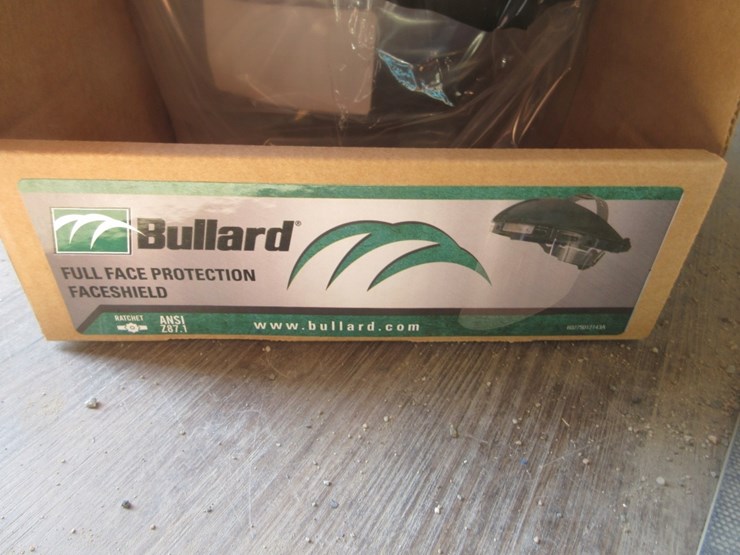 Bullard®
FULL FACE PROTECTION
FACESHIELD
RATCHET
ANSI
Z87.1
www.bullard.com